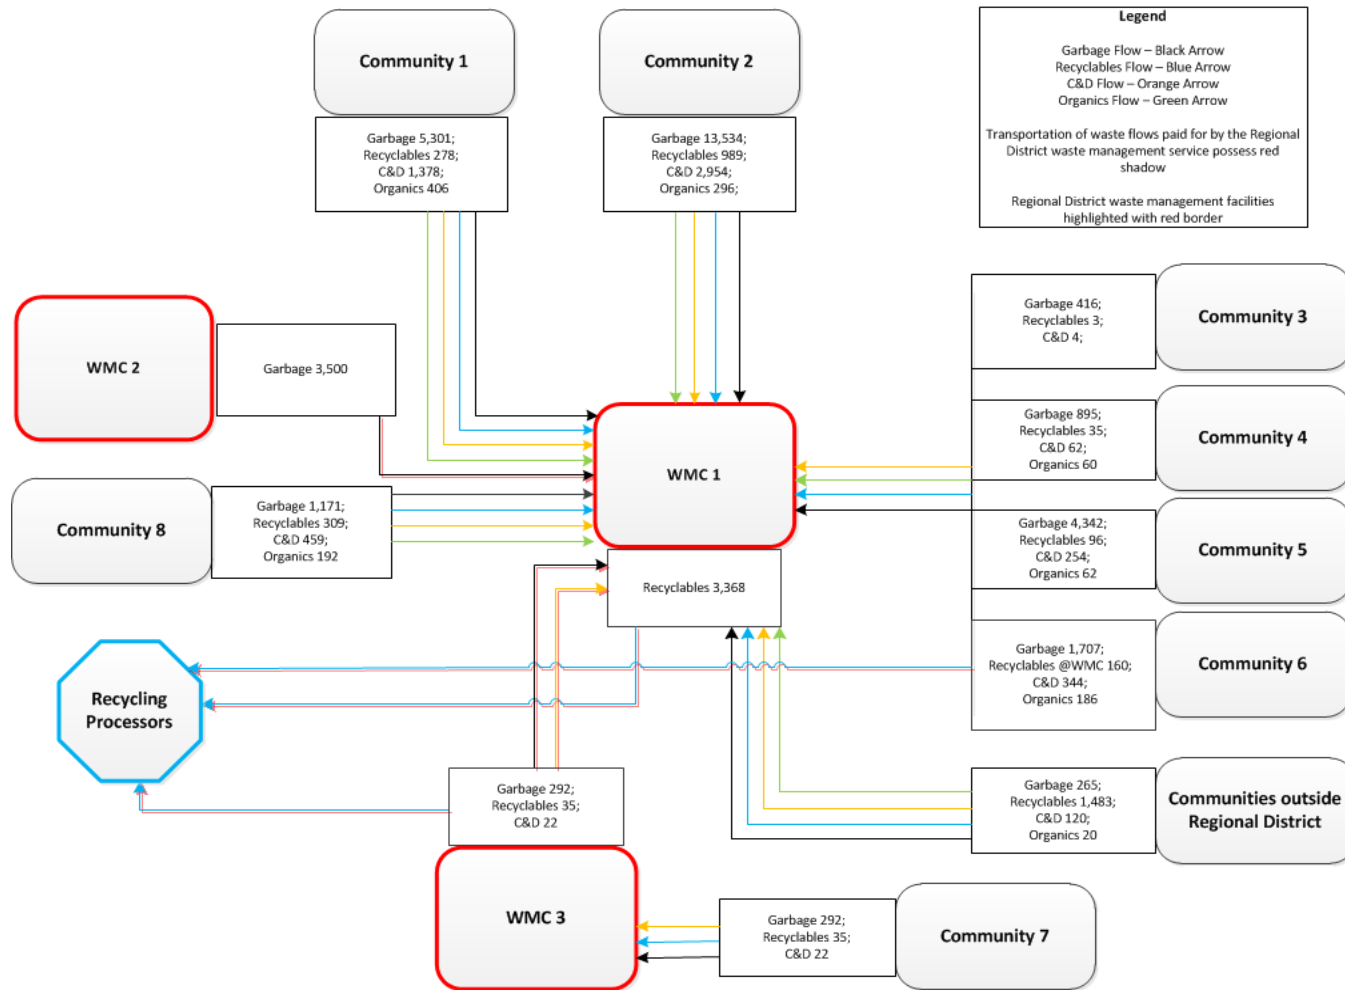 Legend
Garbage Flow – Black Arrow
Recyclables Flow – Blue Arrow
C&D Flow – Orange Arrow
Organics Flow – Green Arrow
Transportation of waste flows paid for by the Regional
District waste management service possess red
shadow
Regional District waste management facilities
highlighted with red border
Community 1
Garbage 5,301;
Recyclables 278;
C&D 1,378;
Organics 406
Community 2
Garbage 13,534;
Recyclables 989;
C&D 2,954;
Organics 296;
Garbage 416;
Recyclables 3;
C&D 4;
Community 3
WMC 2
Garbage 3,500
Garbage 895;
Recyclables 35;
C&D 62;
Organics 60
Community 4
WMC 1
Community 8
Garbage 1,171;
Recyclables 309;
C&D 459;
Organics 192
Garbage 4,342;
Recyclables 96;
C&D 254;
Organics 62
Community 5
Recyclables 3,368
Garbage 1,707;
Recyclables @WMC 160;
C&D 344;
Organics 186
Community 6
Recycling
Processors
Garbage 292;
Recyclables 35;
C&D 22
Garbage 265;
Recyclables 1,483;
C&D 120;
Organics 20
Communities outside
Regional District
WMC 3
Garbage 292;
Recyclables 35;
C&D 22
Community 7